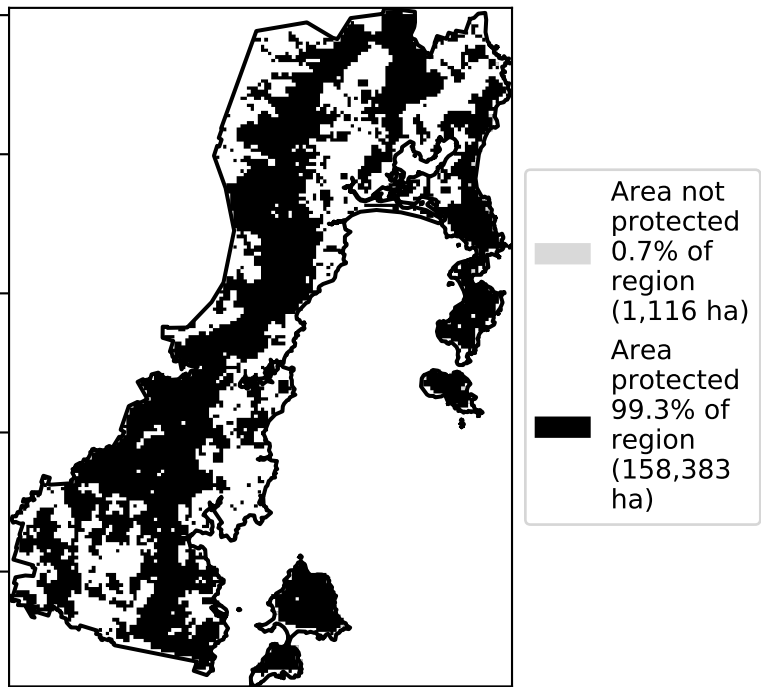 Area not
protected
0.7% of
region
(1,116 ha)
Area
protected
99.3% of
region
(158,383
ha)